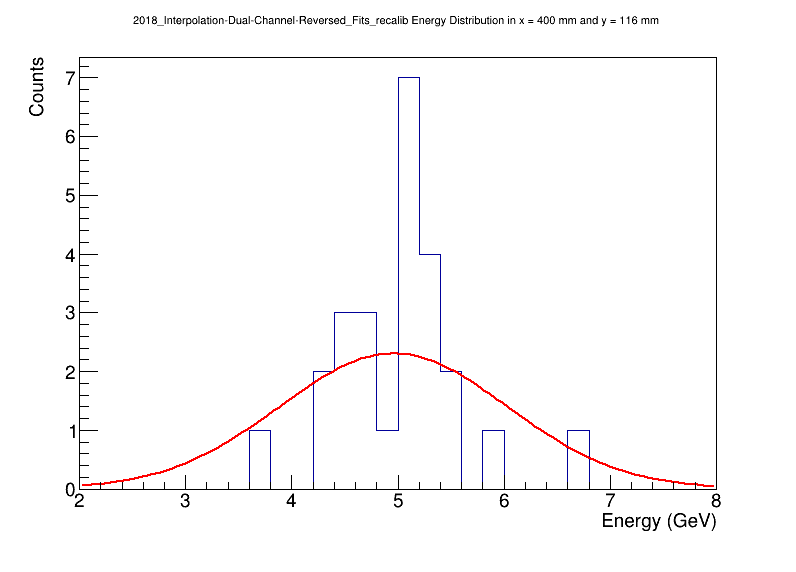 2018_Interpolation-Dual-Channel-Reversed_Fits_recalib Energy Distribution in x = 400 mm and y = 116 mm
Counts
7
6
5
4
3
2
1
0
2 3 4 5 6 7 8
Energy (GeV)